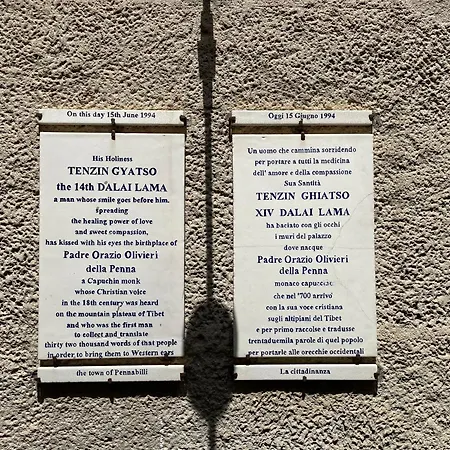 On this day 15th June 1994
His Holiness
TENZIN GYATSO
the 14th DALAI LAMA
a man whose smile goes before him.
spreading
the healing power of love
and sweet compassion,
has kissed with his eyes the birthplace of
Padre Orazio Olivieri
della Penna
a Capuchin monk
whose Christian voice
in the 18th century was heard
on the mountain plateau of Tibet
and who was the first man
to collect and translate
thirty two thousand words of that people
in order to bring them to Western ears
the town of Pennabilli
Oggi 15 Giugno 1994
Un uomo che cammina sorridendo
per portare a tutti la medicina
dell' amore e della compassione
Sua Santità
TENZIN GHIATSO
XIV DALAI LAMA
ha baciato con gli occhi
i muri del palazzo
dove nacque
Padre Orazio Olivieri
della Penna
monaco capuccino
che nel '700 arrivò
con la sua voce cristiana
sugli altipiani del Tibet
e per primo raccolse e tradusse
trentaduemila parole di quel popolo
per portarle alle orecchie occidentali
La cittadinanza